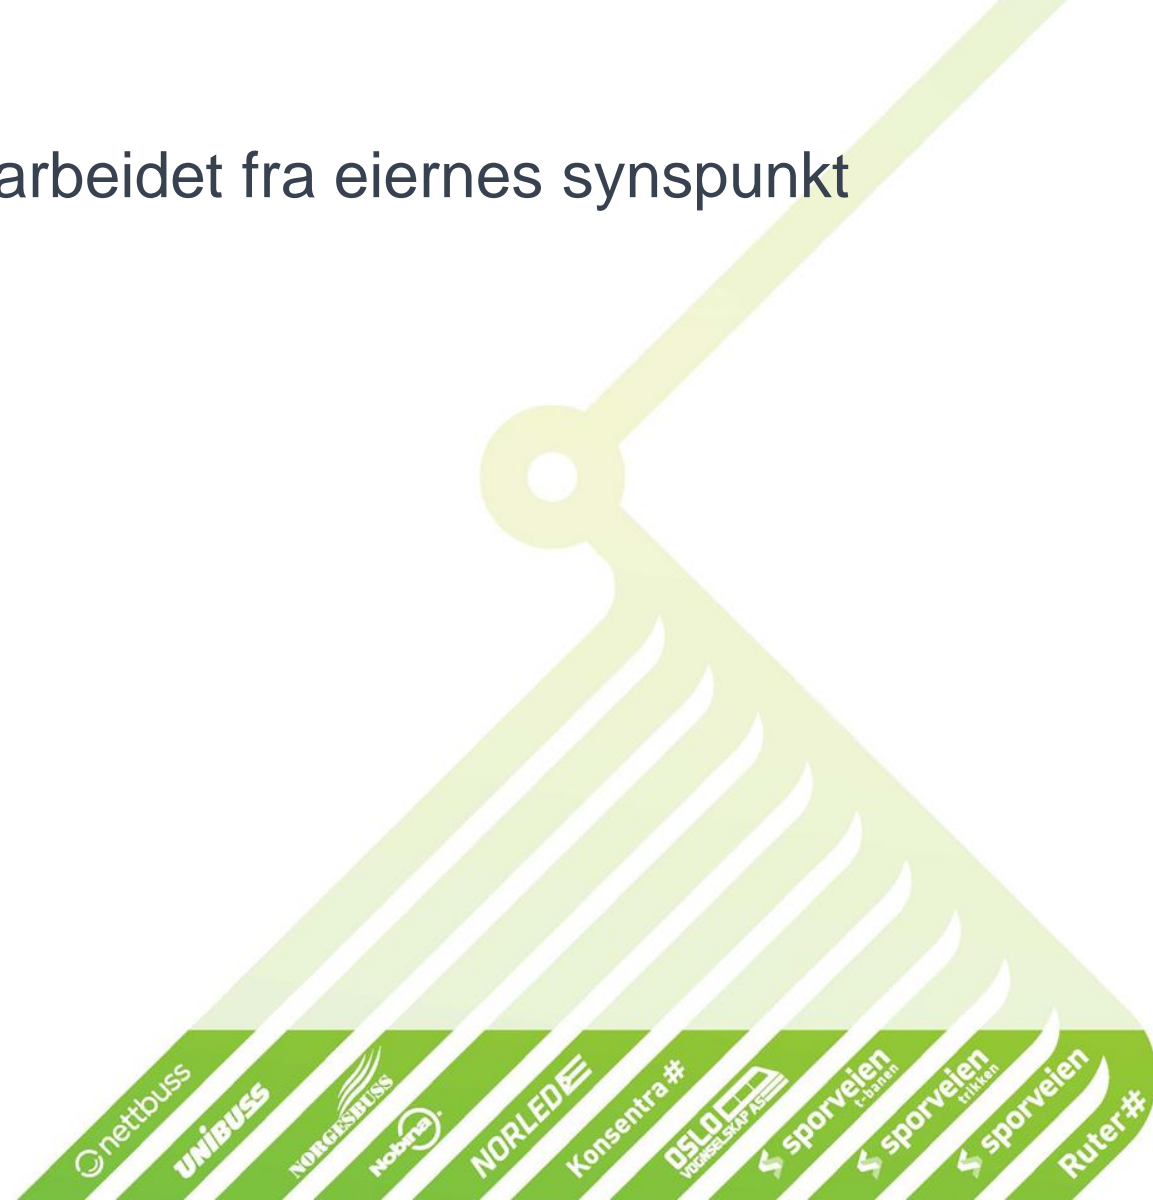 arbeidet fra eiernes synspunkt
nettbuss
UNIBUSS
NORGESBUSS
Nobina
NORLED
Konsentra#
OSLO
VOGNSELSKAP AS
sporveien
t-banen
sporveien
trikken
sporveien
Ruter#